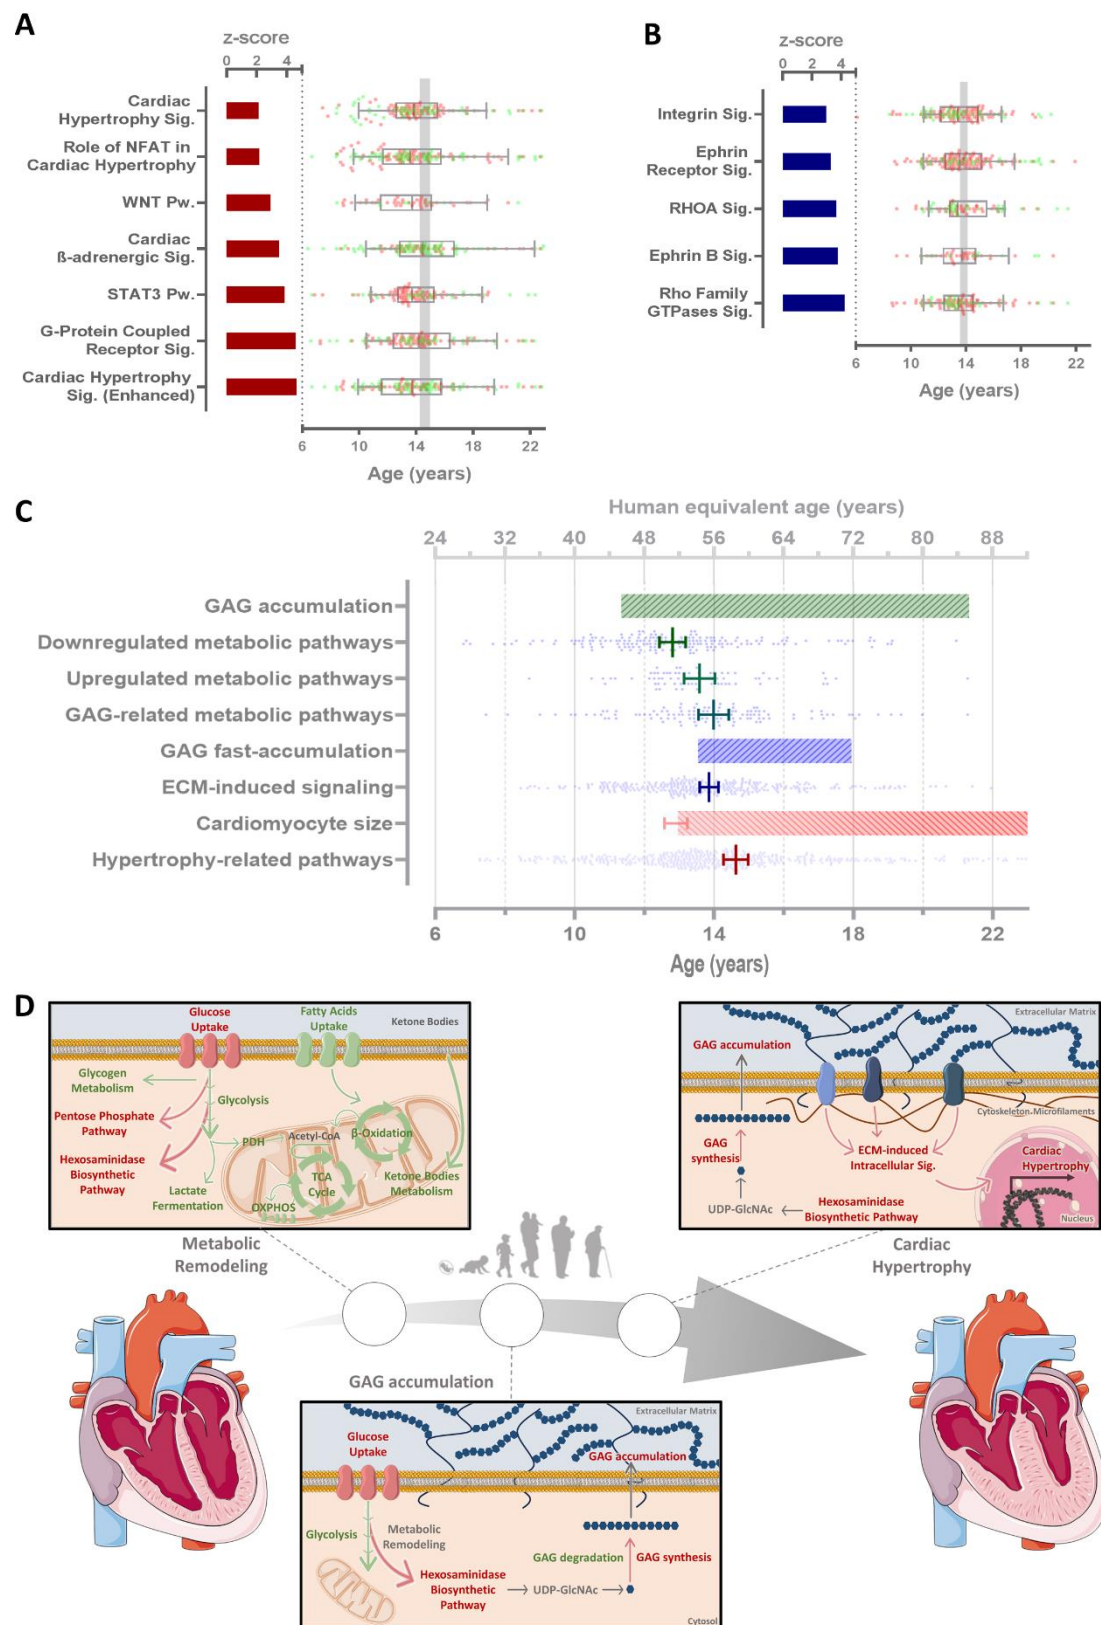 A
z-score
0 2 4
Cardiac
Hypertrophy Sig.
Role of NFAT in
Cardiac Hypertrophy
WNT Pw.
Cardiac
ß-adrenergic Sig.
STAT3 Pw.
G-Protein Coupled
Receptor Sig.
Cardiac Hypertrophy
Sig. (Enhanced)
6 10 14 18 22
Age (years)
B
z-score
0 2 4
Integrin Sig.
Ephrin
Receptor Sig.
RHOA Sig.
Ephrin B Sig.
Rho Family
GTPases Sig.
6 10 14 18 22
Age (years)
C
Human equivalent age (years)
24 32 40 48 56 64 72 80 88
GAG accumulation
Downregulated metabolic pathways
Upregulated metabolic pathways
GAG-related metabolic pathways
GAG fast-accumulation
ECM-induced signaling
Cardiomyocyte size
Hypertrophy-related pathways
6 10 14 18 22
Age (years)
D
Glucose
Uptake
Fatty Acids
Uptake
Ketone Bodies
Glycogen
Metabolism
Glycolysis
Pentose Phosphate
Pathway
Hexosaminidase
Biosynthetic
Pathway
PDH
Acetyl-CoA
β-Oxidation
TCA
Cycle
OXPHOS
Lactate
Fermentation
Ketone Bodies
Metabolism
Metabolic
Remodeling
Extracellular Matrix
GAG accumulation
Cytoskeleton-Microfilaments
GAG
synthesis
ECM-induced
Intracellular Sig.
Cardiac
Hypertrophy
UDP-GlcNAc
Hexosaminidase
Biosynthetic Pathway
Nucleus
Cardiac
Hypertrophy
GAG accumulation
Extracellular Matrix
Glucose
Uptake
GAG accumulation
Glycolysis
Metabolic
Remodeling
GAG degradation
GAG synthesis
Hexosaminidase
Biosynthetic
Pathway
UDP-GlcNAc
Cytosol